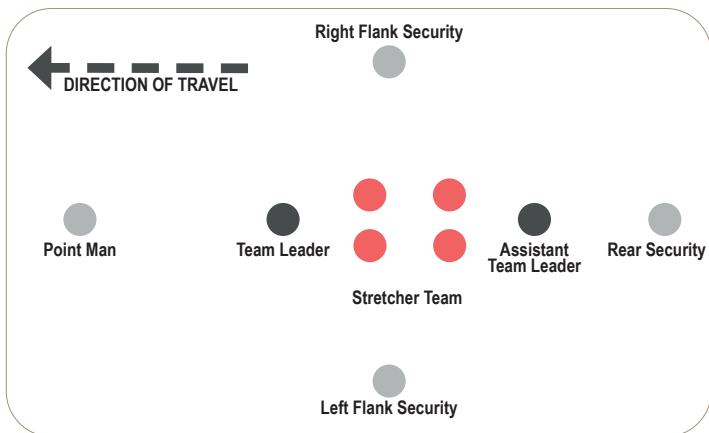 Right Flank Security
DIRECTION OF TRAVEL
Point Man
Team Leader
Assistant
Team Leader
Rear Security
Stretcher Team
Left Flank Security